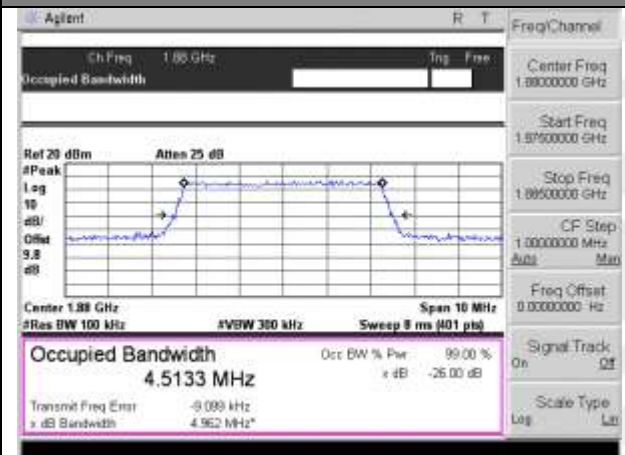 Agilent R T
Ch Freq 1.88 GHz Trig Free
Occupied Bandwidth
Ref 20 dBm Atten 25 dB
#Peak
Log
10
dB/
Offst
9.8
dB
Center 1.88 GHz Span 10 MHz
#Res BW 100 kHz #VBW 300 kHz Sweep 8 ms (401 pts)
Occupied Bandwidth Occ BW % Pwr 99.00 %
4.5133 MHz x dB -26.00 dB
Transmit Freq Error -9.099 kHz
x dB Bandwidth 4.962 MHz*
Freq/Channel
Center Freq
1.88000000 GHz
Start Freq
1.87500000 GHz
Stop Freq
1.88500000 GHz
CF Step
1.00000000 MHz
Auto Man
Freq Offset
0.00000000 Hz
Signal Track
On Off
Scale Type
Log Lin